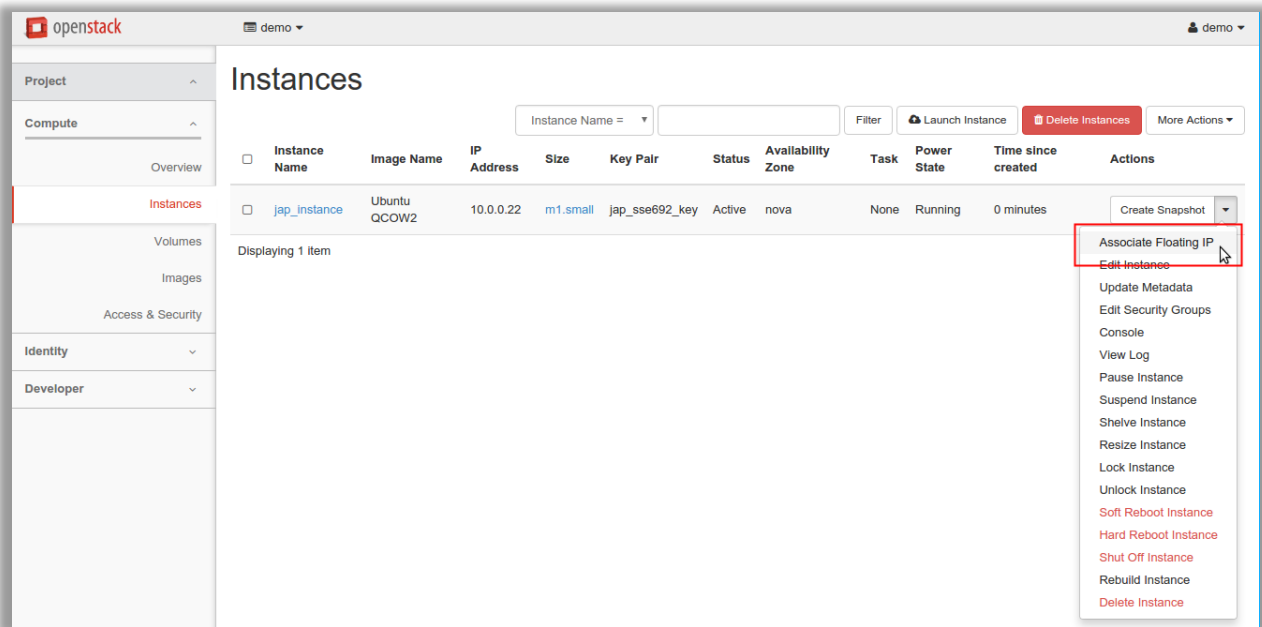 openstack
demo
demo
Project
Compute
Overview
Instances
Volumes
Images
Access & Security
Identity
Developer
Instances
Instance Name =
Filter
Launch Instance
Delete Instances
More Actions
Instance Name
Image Name
IP Address
Size
Key Pair
Status
Availability Zone
Task
Power State
Time since created
Actions
jap_instance
Ubuntu QCOW2
10.0.0.22
m1.small
jap_sse692_key
Active
nova
None
Running
0 minutes
Create Snapshot
Displaying 1 item
Associate Floating IP
Edit Instance
Update Metadata
Edit Security Groups
Console
View Log
Pause Instance
Suspend Instance
Shelve Instance
Resize Instance
Lock Instance
Unlock Instance
Soft Reboot Instance
Hard Reboot Instance
Shut Off Instance
Rebuild Instance
Delete Instance